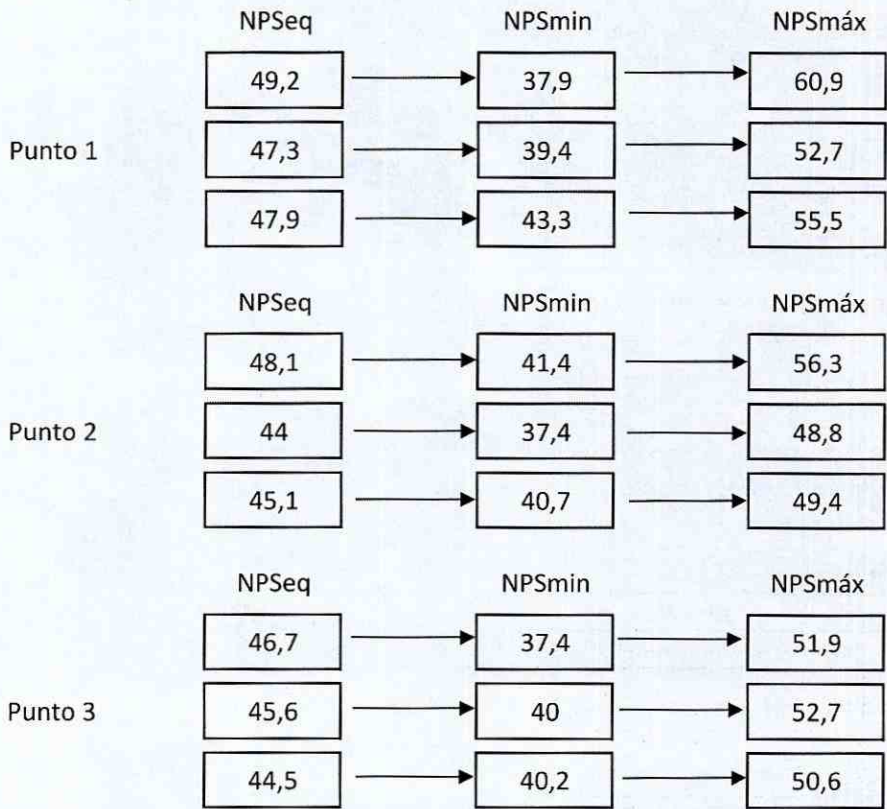 NPSeq NPSmin NPSmáx
49,2 37,9 60,9
Punto 1 47,3 39,4 52,7
47,9 43,3 55,5
NPSeq NPSmin NPSmáx
48,1 41,4 56,3
Punto 2 44 37,4 48,8
45,1 40,7 49,4
NPSeq NPSmin NPSmáx
46,7 37,4 51,9
Punto 3 45,6 40 52,7
44,5 40,2 50,6